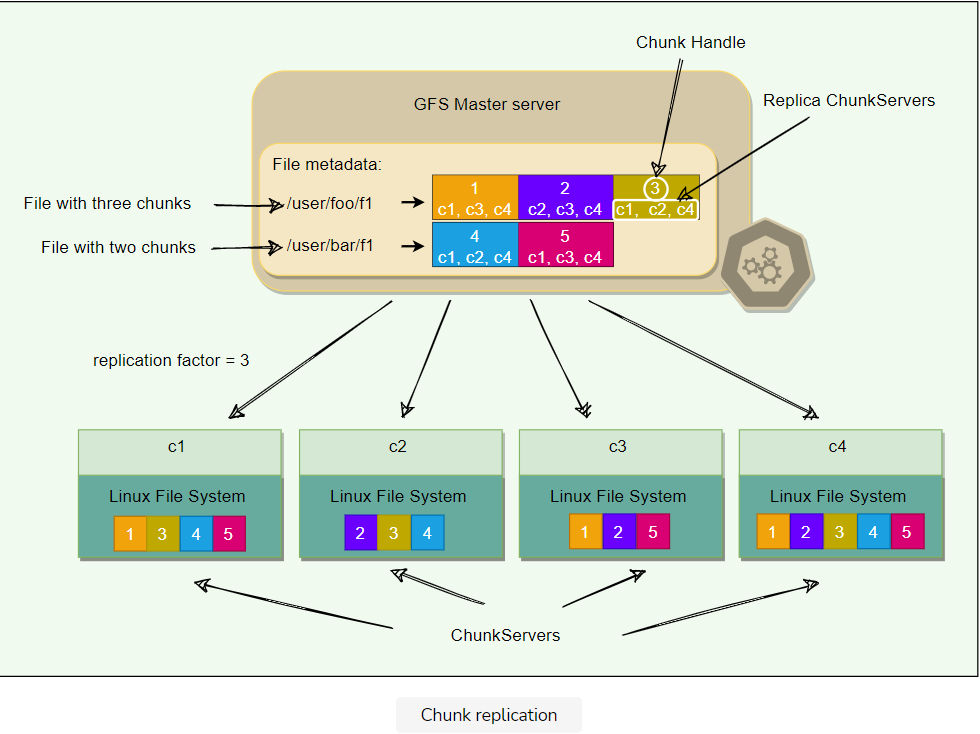 Chunk Handle
GFS Master server
Replica ChunkServers
File metadata:
File with three chunks
/user/foo/f1
1
c1, c3, c4
2
c2, c3, c4
3
c1, c2, c4
File with two chunks
/user/bar/f1
4
c1, c2, c4
5
c1, c3, c4
replication factor = 3
c1
Linux File System
1 3 4 5
c2
Linux File System
2 3 4
c3
Linux File System
1 2 5
c4
Linux File System
1 2 3 4 5
ChunkServers
Chunk replication